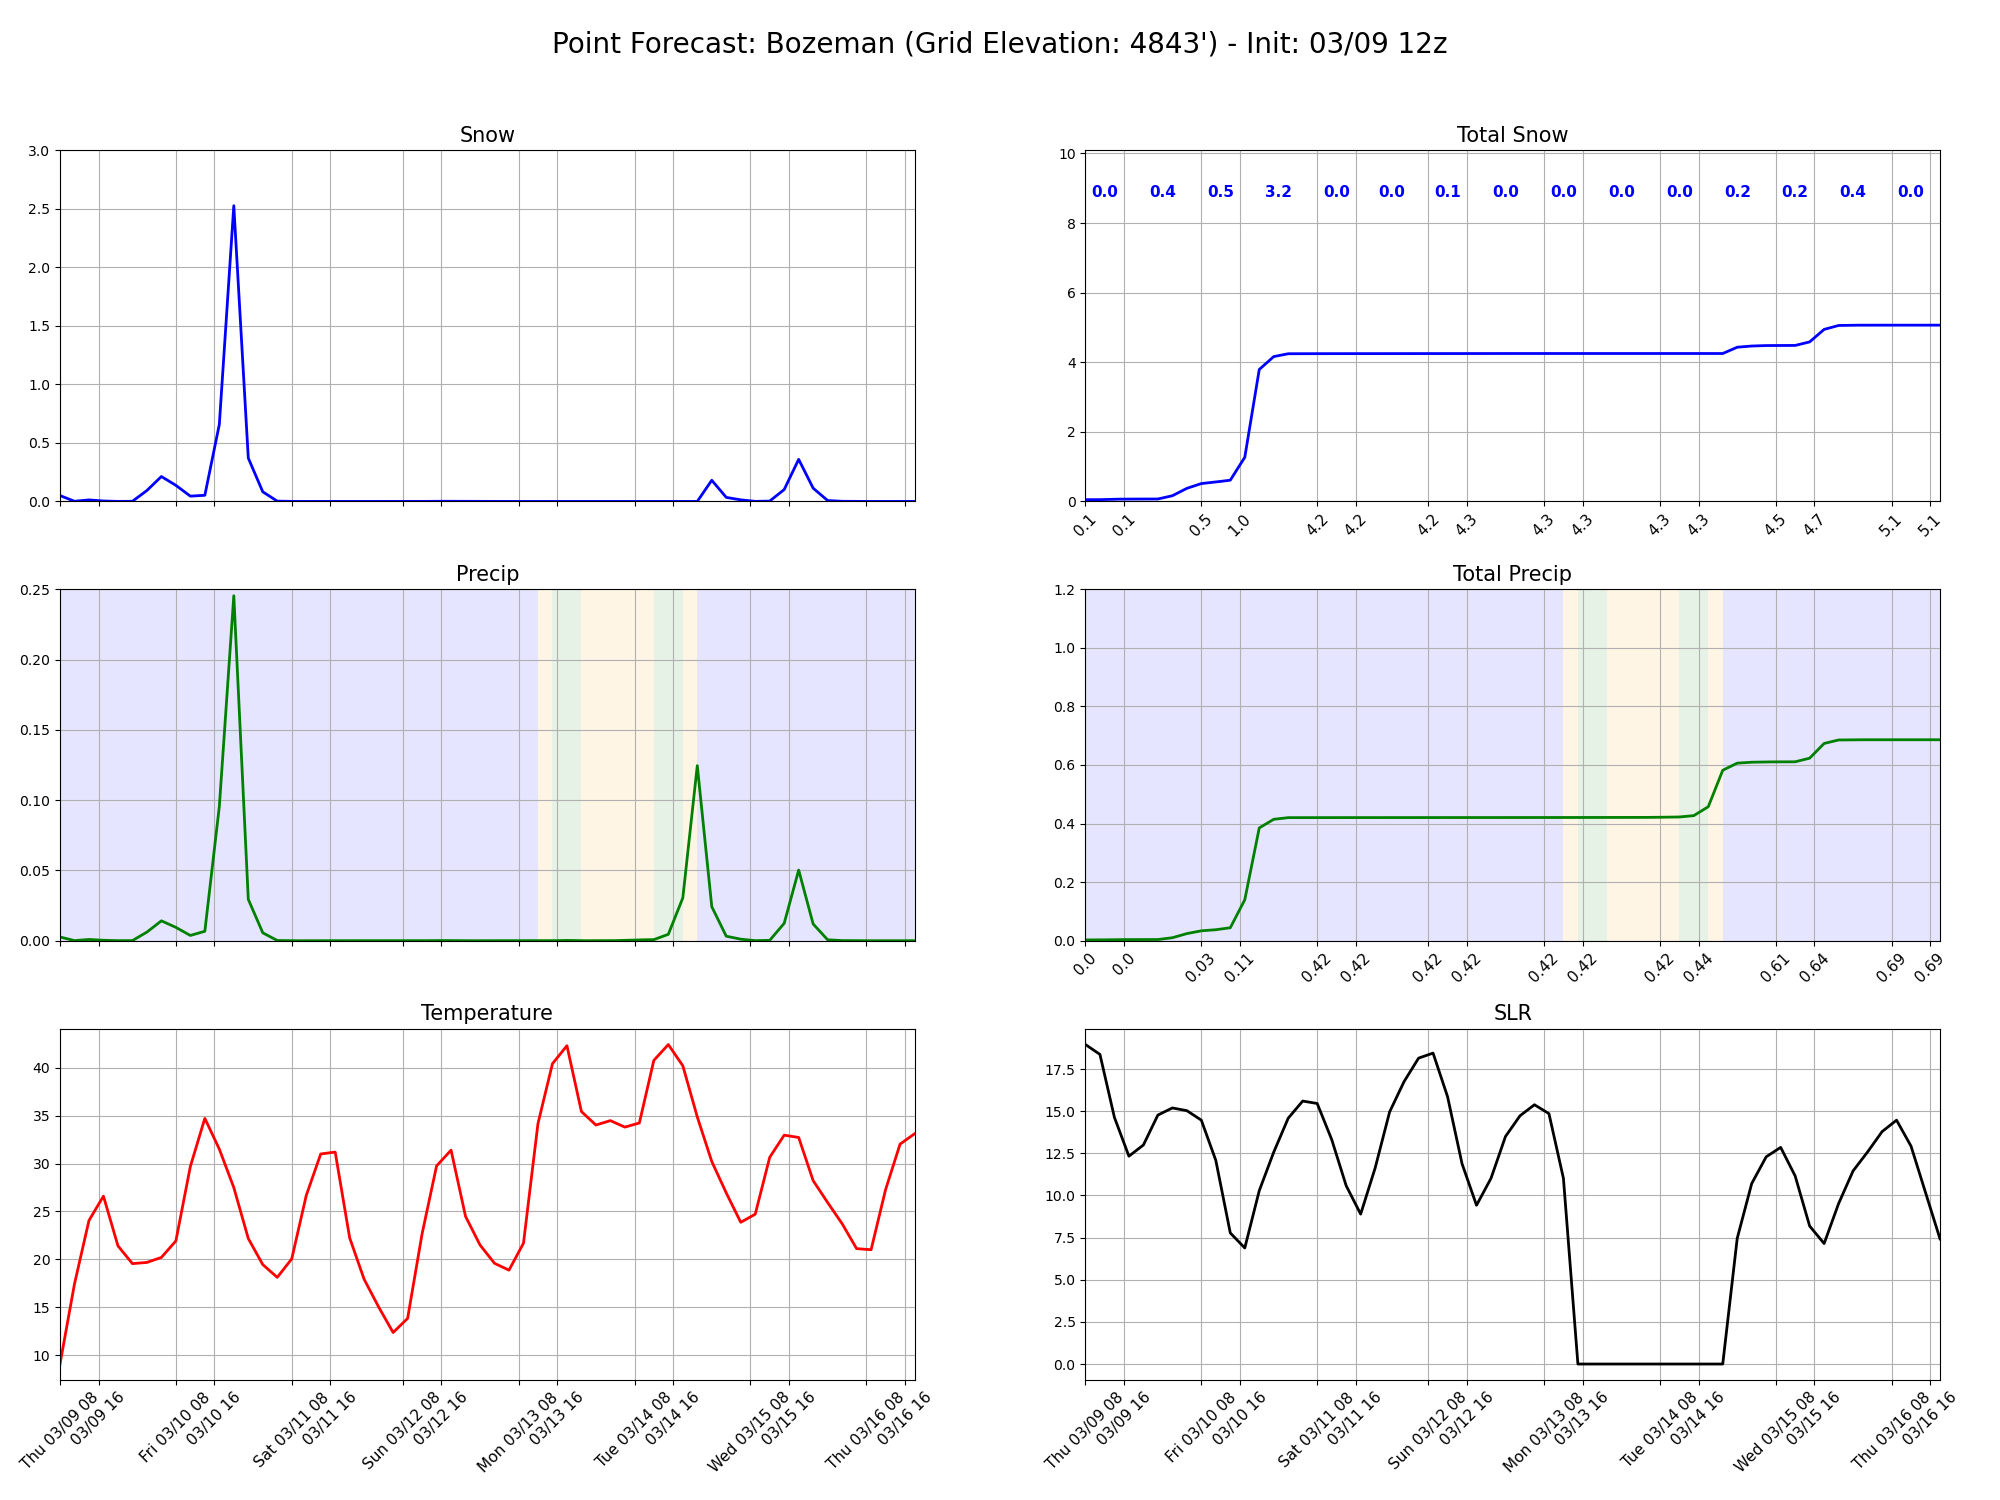 Point Forecast: Bozeman (Grid Elevation: 4843') - Init: 03/09 12z
Snow
3.0
2.5
2.0
1.5
1.0
0.5
0.0
Total Snow
10
8
6
4
2
0
0.0 0.4 0.5 3.2 0.0 0.0 0.1 0.0 0.0 0.0 0.0 0.2 0.2 0.4 0.0
0.1 0.1 0.5 1.0 4.2 4.2 4.2 4.3 4.3 4.3 4.3 4.3 4.5 4.7 5.1 5.1
Precip
0.25
0.20
0.15
0.10
0.05
0.00
Total Precip
1.2
1.0
0.8
0.6
0.4
0.2
0.0
0.0 0.0 0.03 0.11 0.42 0.42 0.42 0.42 0.42 0.42 0.42 0.44 0.61 0.64 0.69 0.69
Temperature
40
35
30
25
20
15
10
Thu 03/09 08
03/09 16
Fri 03/10 08
03/10 16
Sat 03/11 08
03/11 16
Sun 03/12 08
03/12 16
Mon 03/13 08
03/13 16
Tue 03/14 08
03/14 16
Wed 03/15 08
03/15 16
Thu 03/16 08
03/16 16
SLR
17.5
15.0
12.5
10.0
7.5
5.0
2.5
0.0
Thu 03/09 08
03/09 16
Fri 03/10 08
03/10 16
Sat 03/11 08
03/11 16
Sun 03/12 08
03/12 16
Mon 03/13 08
03/13 16
Tue 03/14 08
03/14 16
Wed 03/15 08
03/15 16
Thu 03/16 08
03/16 16